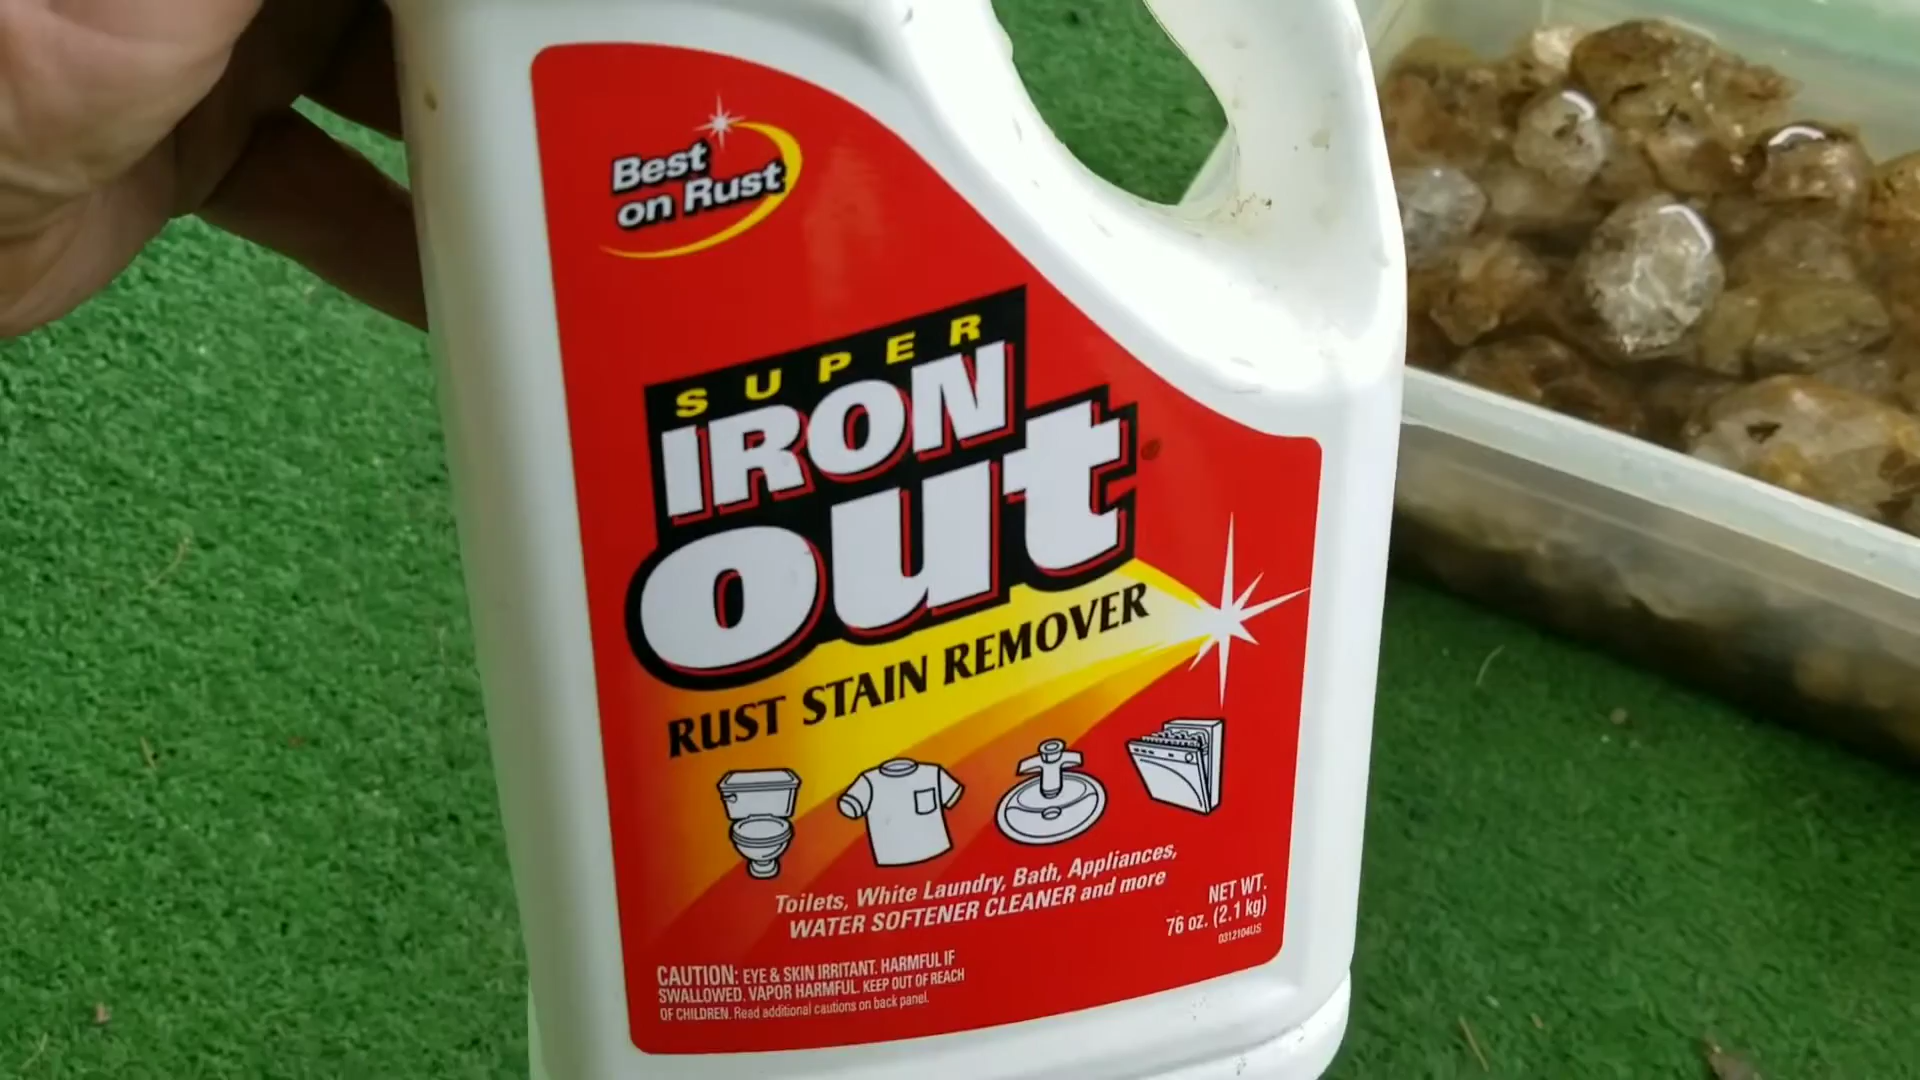 Best
on Rust
SUPER
IRON
out
RUST STAIN REMOVER
Toilets, White Laundry, Bath, Appliances,
WATER SOFTENER CLEANER and more
NET WT.
76 oz. (2.1 kg)
0312104US
CAUTION: EYE & SKIN IRRITANT. HARMFUL IF
SWALLOWED. VAPOR HARMFUL. KEEP OUT OF REACH
OF CHILDREN. Read additional cautions on back panel.